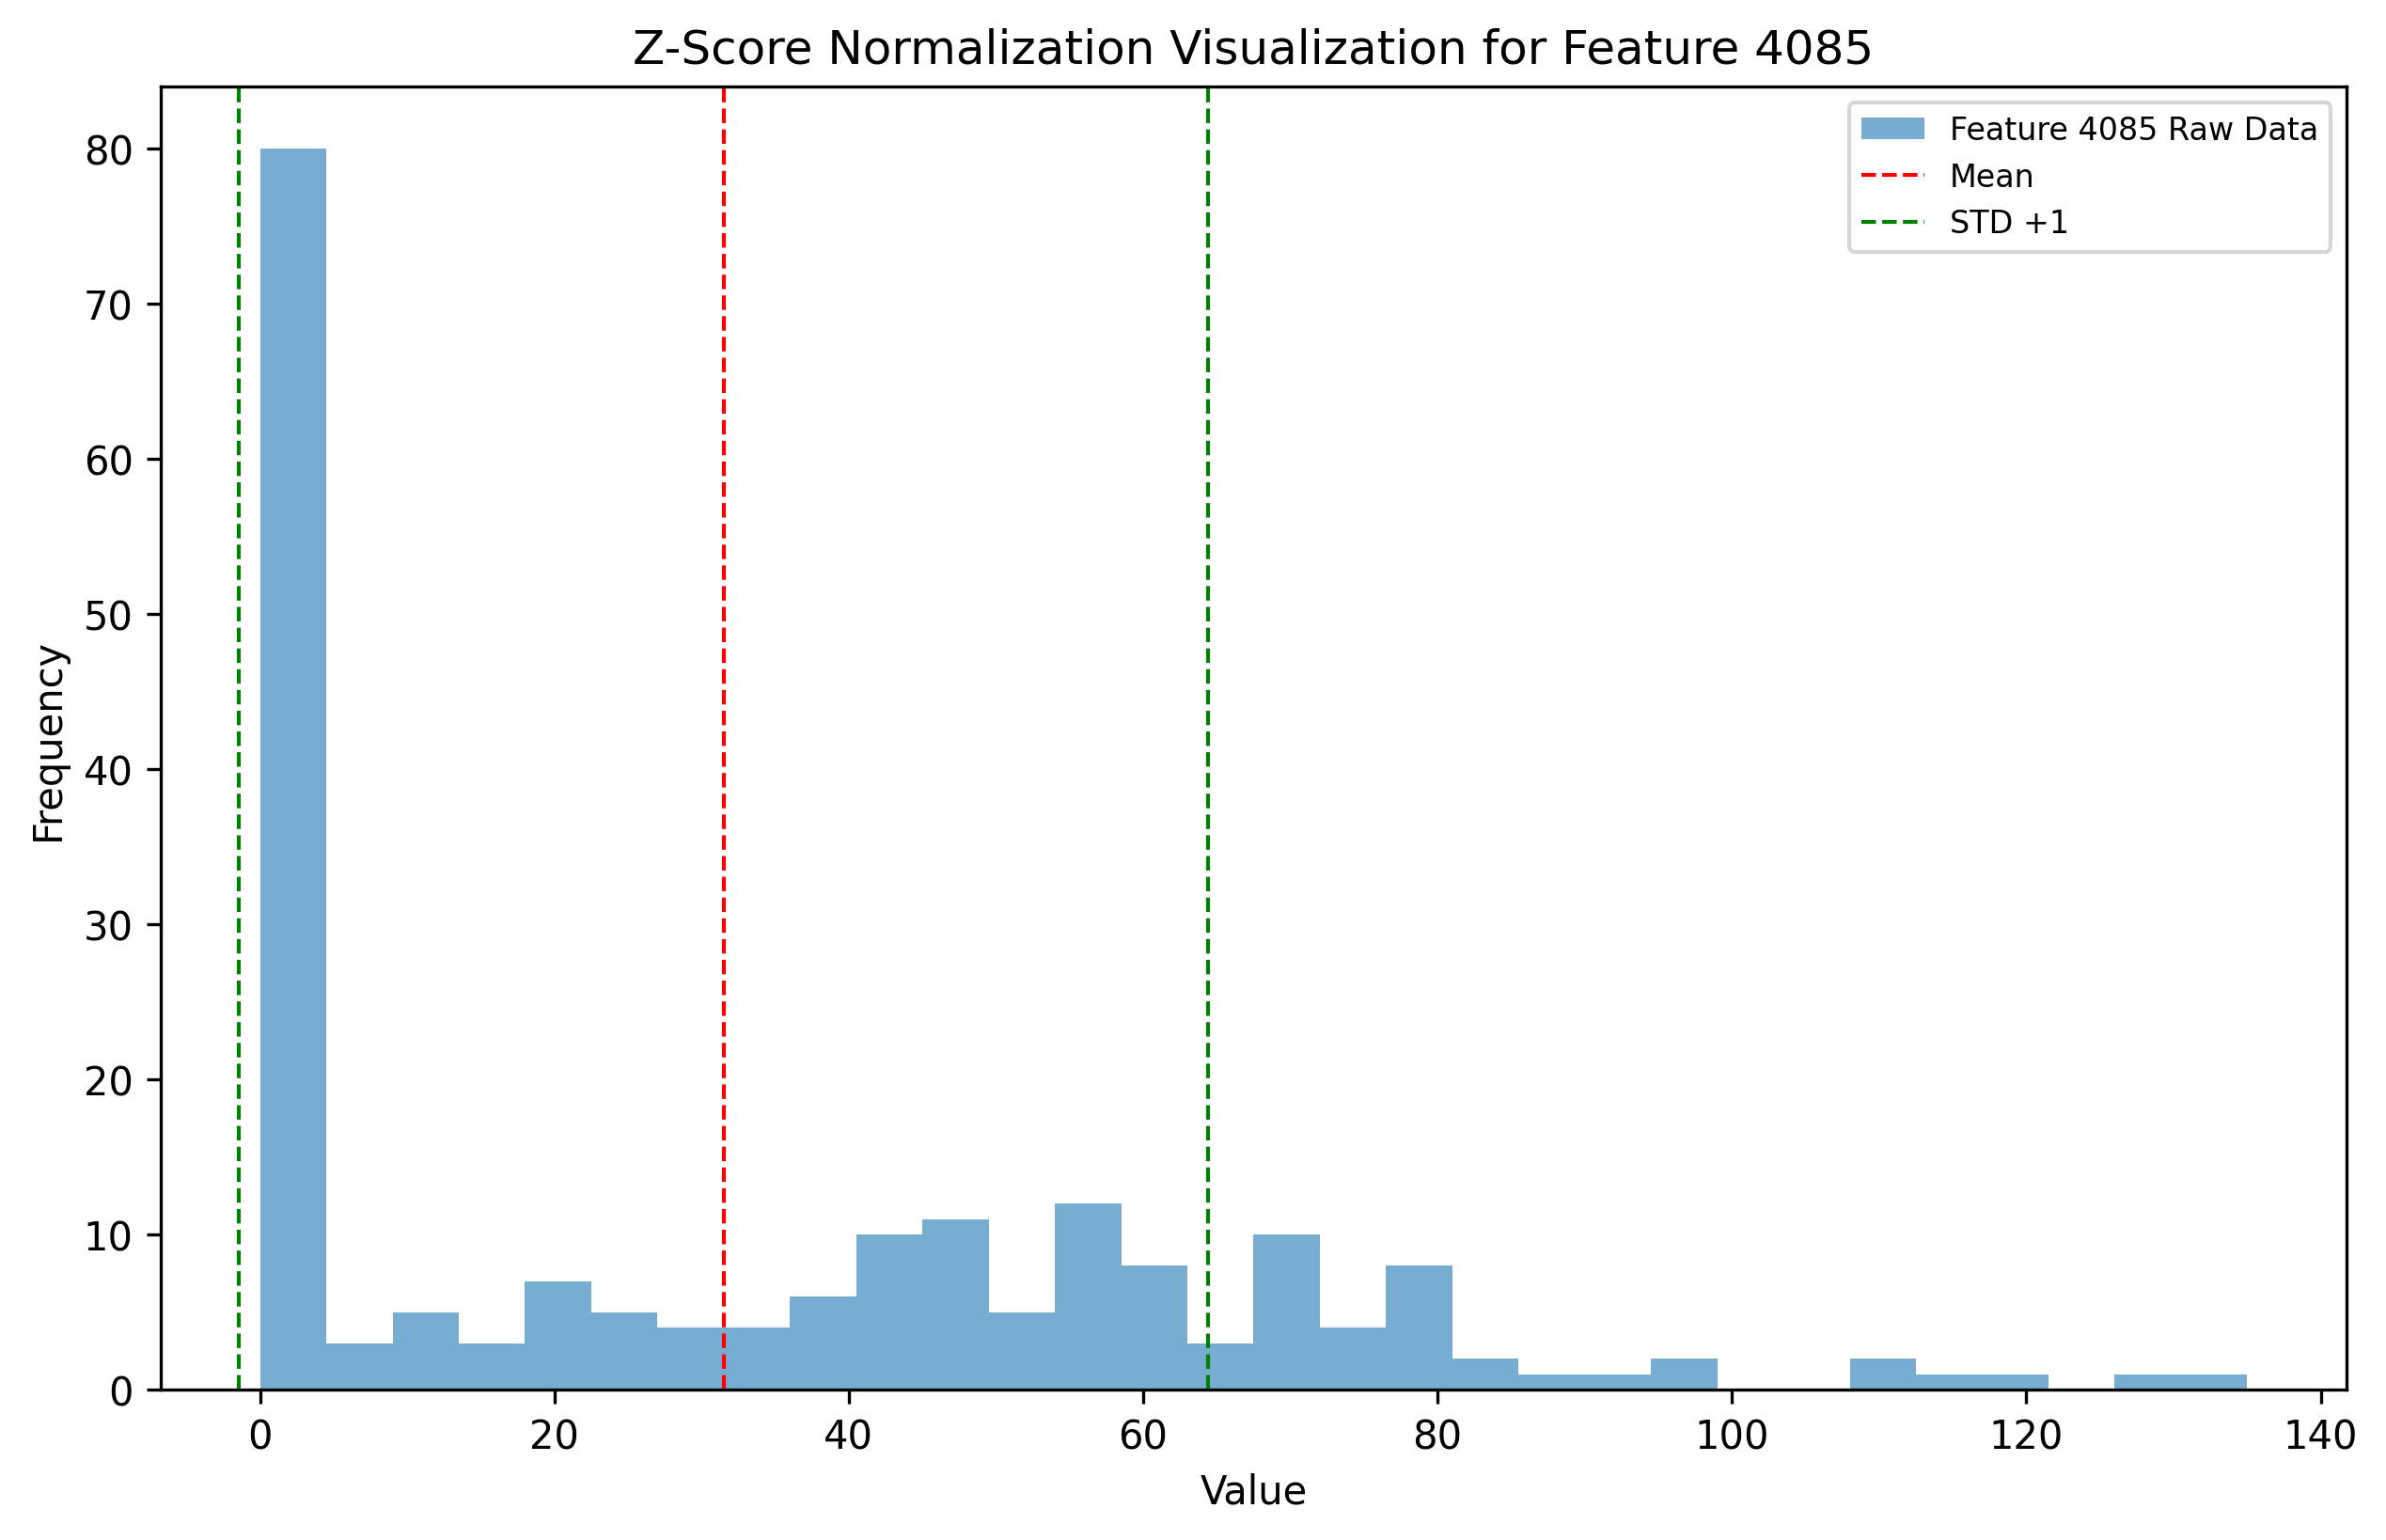 Z-Score Normalization Visualization for Feature 4085
Feature 4085 Raw Data
Mean
STD +1
80
70
60
50
40
30
20
10
0
Frequency
0 20 40 60 80 100 120 140
Value